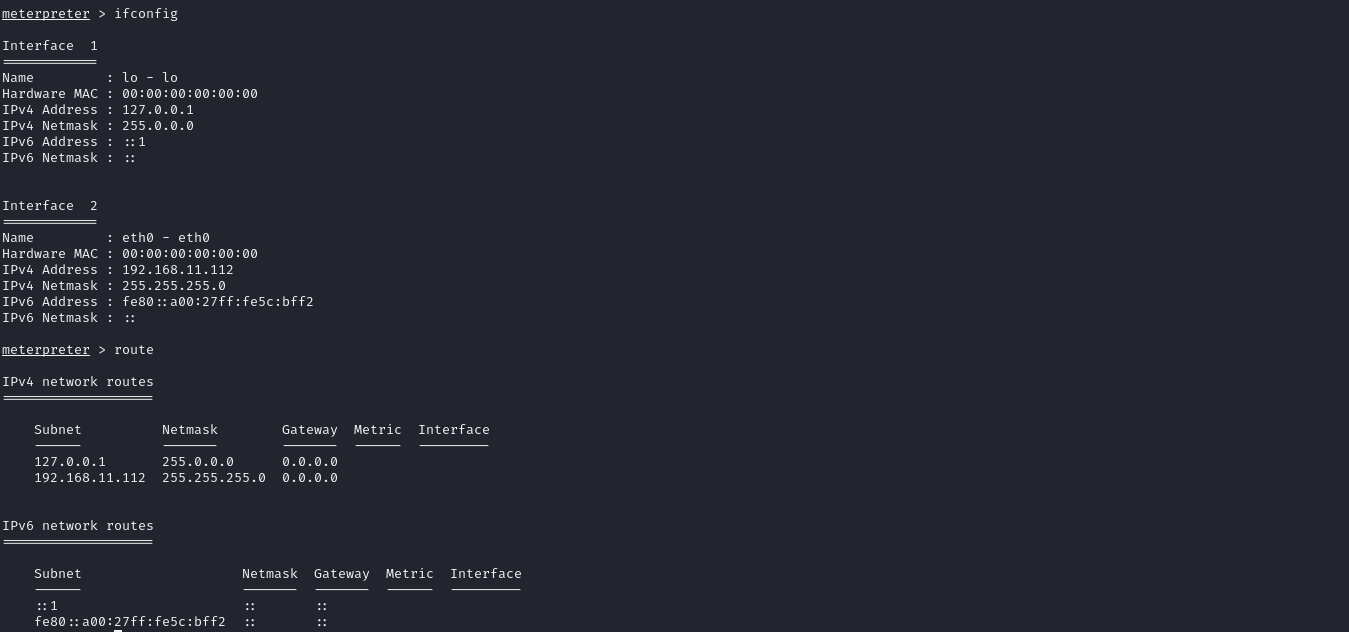 meterpreter > ifconfig
Interface  1
============
Name         : lo - lo
Hardware MAC : 00:00:00:00:00:00
IPv4 Address : 127.0.0.1
IPv4 Netmask : 255.0.0.0
IPv6 Address : ::1
IPv6 Netmask : ::
Interface  2
============
Name         : eth0 - eth0
Hardware MAC : 00:00:00:00:00:00
IPv4 Address : 192.168.11.112
IPv4 Netmask : 255.255.255.0
IPv6 Address : fe80::a00:27ff:fe5c:bff2
IPv6 Netmask : ::
meterpreter > route
IPv4 network routes
===================
    Subnet          Netmask        Gateway  Metric  Interface
    ------          -------        -------  ------  ---------
    127.0.0.1       255.0.0.0      0.0.0.0
    192.168.11.112  255.255.255.0  0.0.0.0
IPv6 network routes
===================
    Subnet                    Netmask  Gateway  Metric  Interface
    ------                    -------  -------  ------  ---------
    ::1                       ::       ::
    fe80::a00:27ff:fe5c:bff2  ::       ::